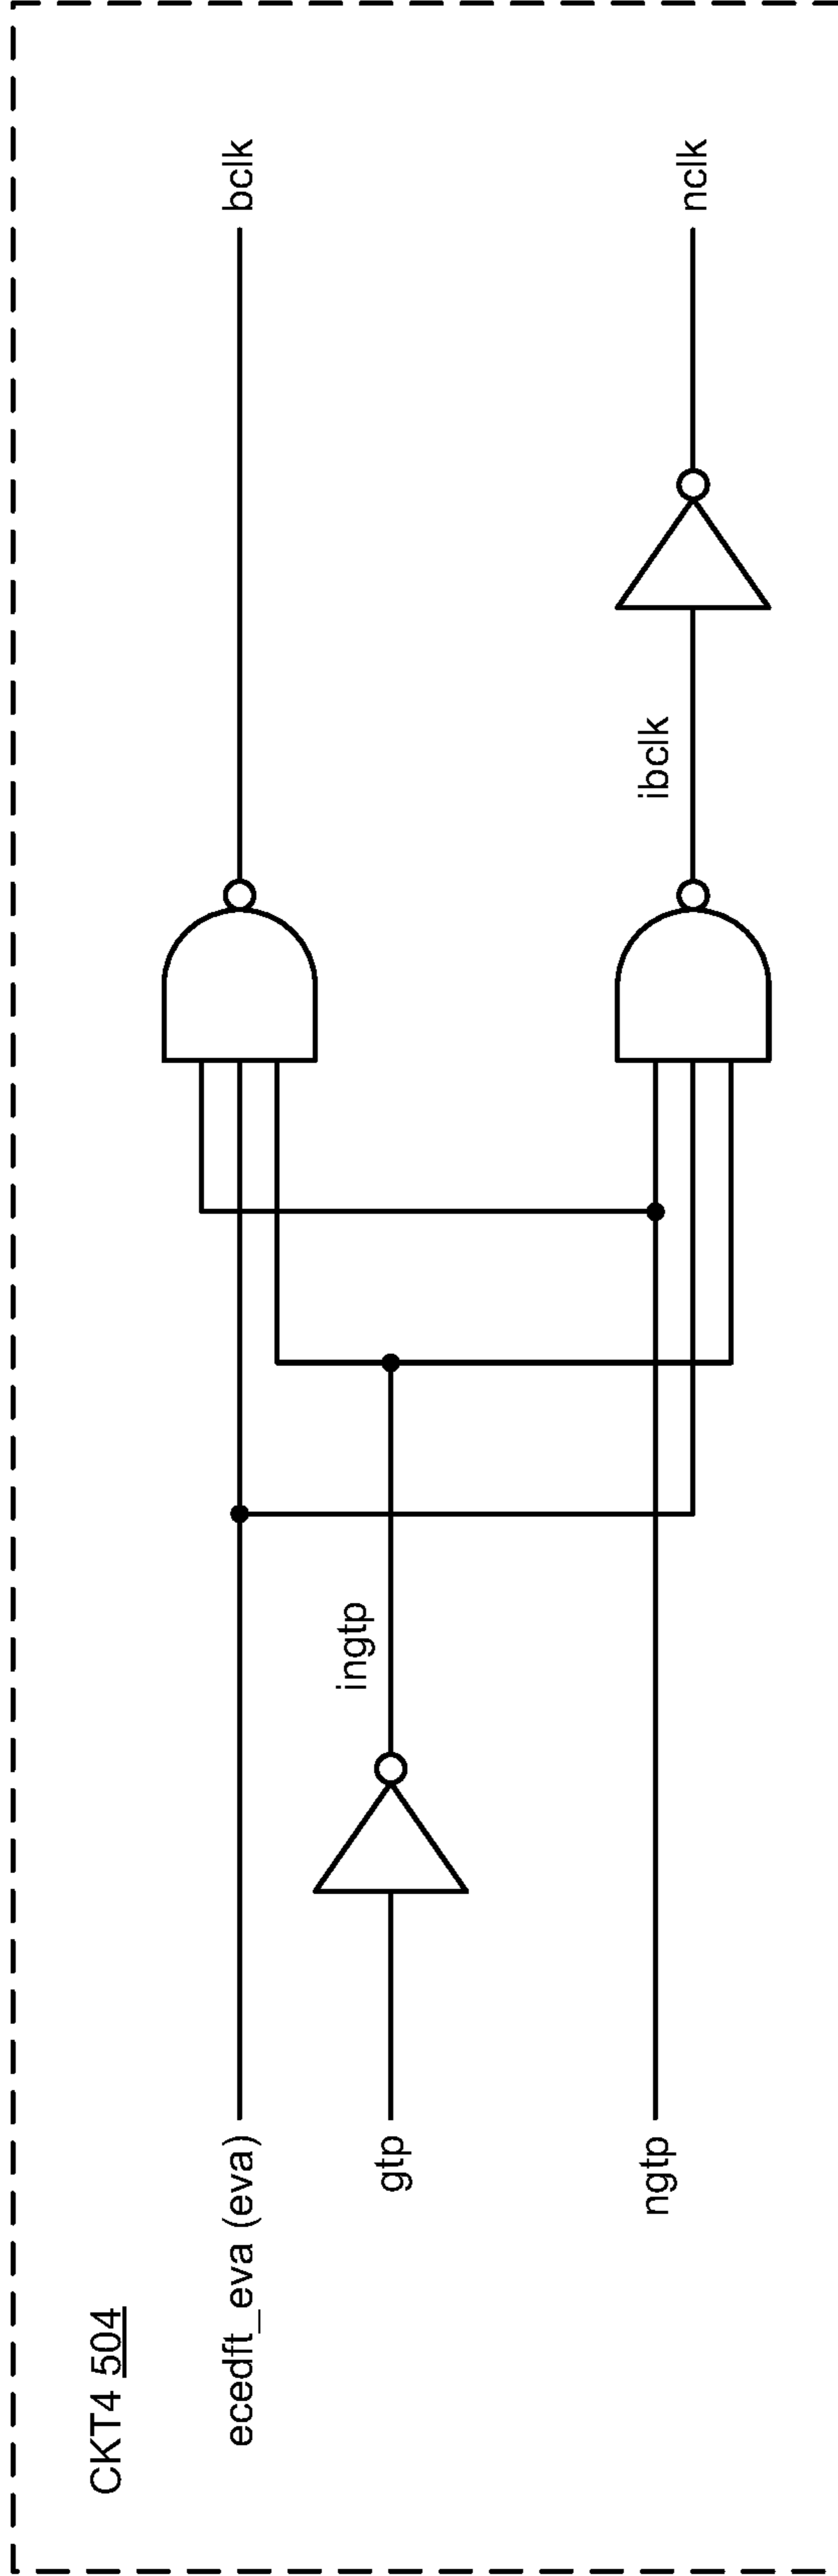 CKT4 504
ecedft_eva (eva)
bclk
gtp
ingtp
ngtp
ibclk
nclk